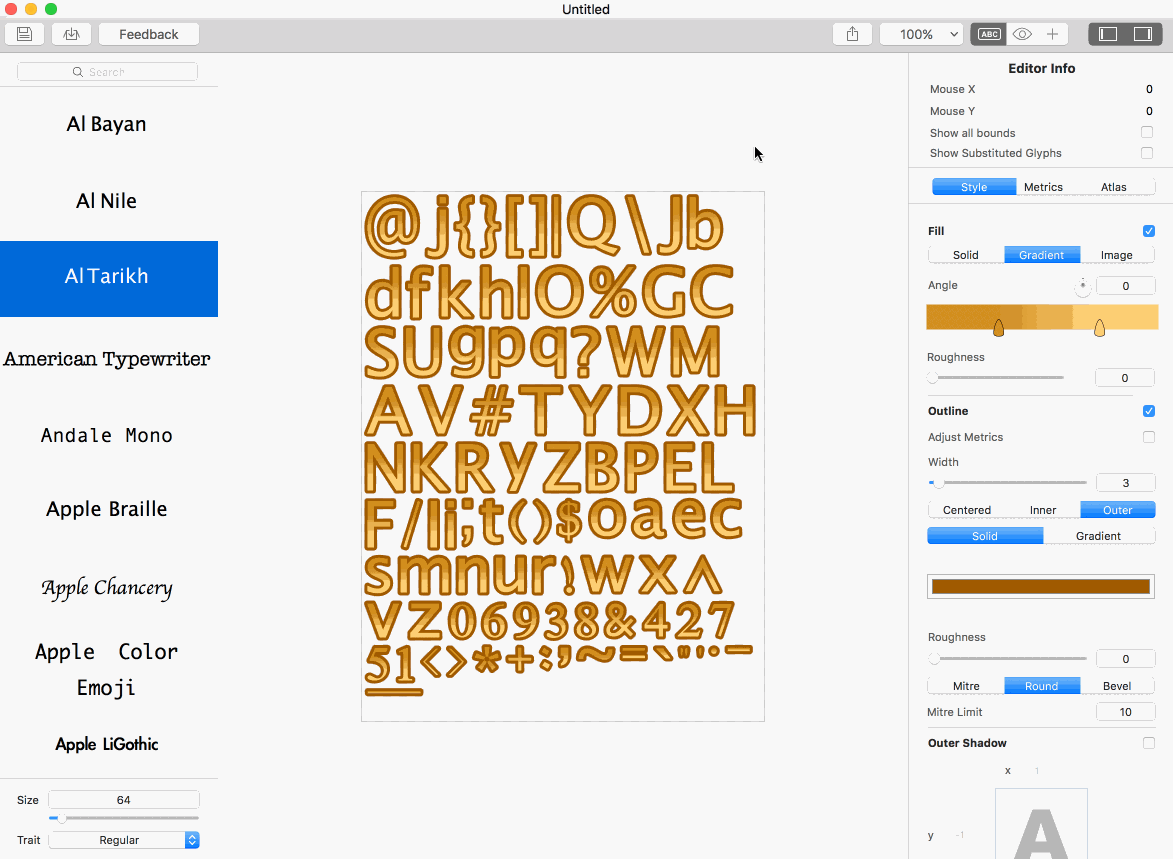 Untitled
Feedback
100%
ABC
Search
Al Bayan
Al Nile
Al Tarikh
American Typewriter
Andale Mono
Apple Braille
Apple Chancery
Apple Color
Emoji
Apple LiGothic
Size 64
Trait Regular
@j{}[]|Q\Jb
dfkhlO%GC
SUgpq?WM
AV#TYDXH
NKRyZBPEL
F/li;t()$oaec
smnur!wx^
vz06938&427
51<>*+:,~=`"'.–
_
Editor Info
Mouse X 0
Mouse Y 0
Show all bounds
Show Substituted Glyphs
Style Metrics Atlas
Fill
Solid Gradient Image
Angle 0
Roughness
0
Outline
Adjust Metrics
Width
3
Centered Inner Outer
Solid Gradient
Roughness
0
Mitre Round Bevel
Mitre Limit 10
Outer Shadow
x 1
y -1
A